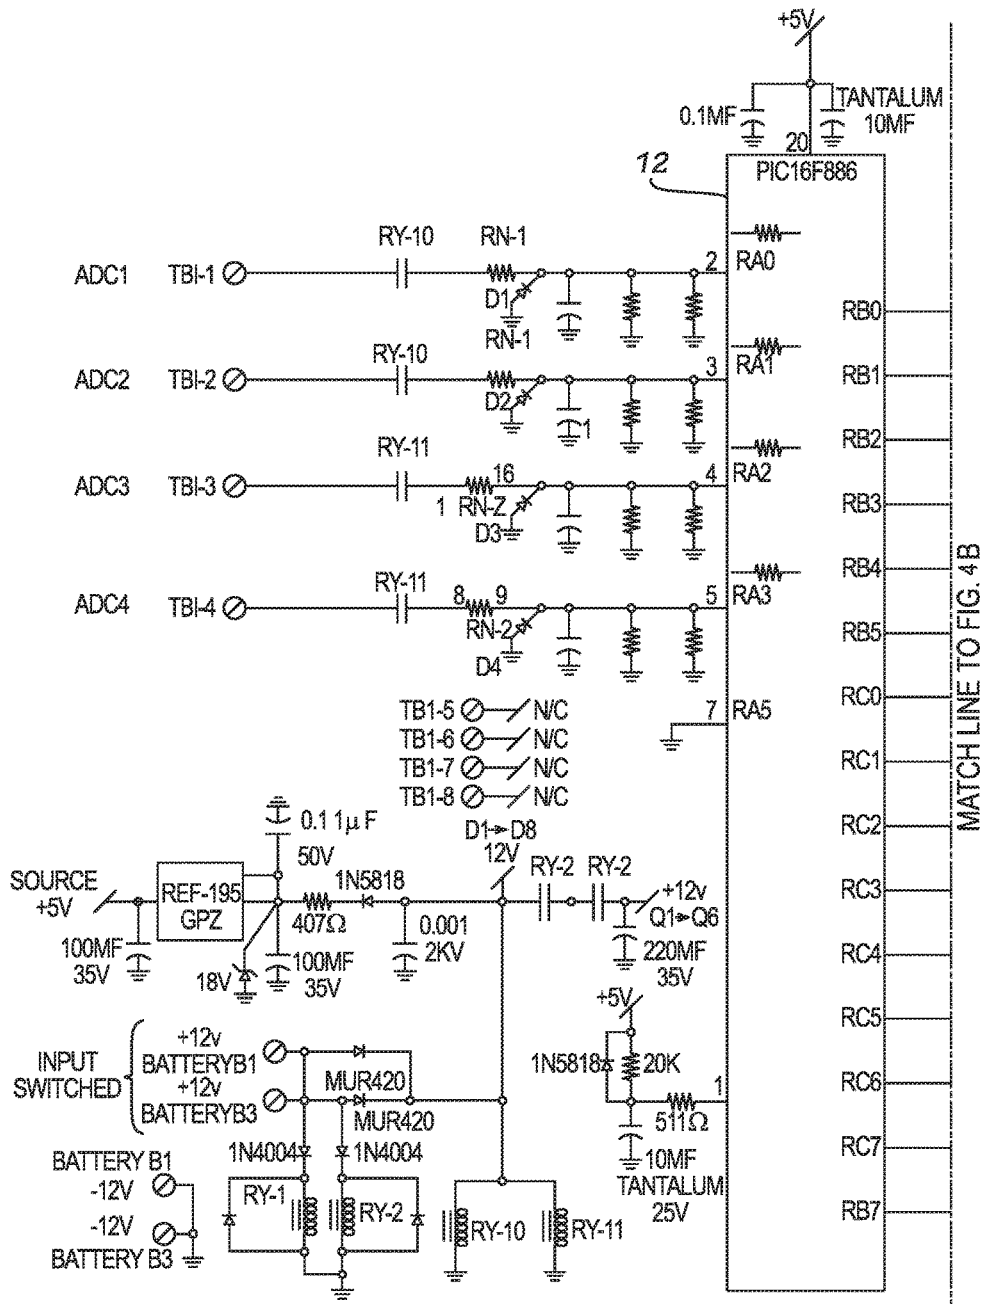 +5V
0.1MF
TANTALUM
10MF
20
12
PIC16F886
RY-10
RN-1
ADC1
TBI-1
2
RA0
D1
RB0
RN-1
RY-10
ADC2
TBI-2
3
RA1
D2
1
RB1
RB2
RY-11
ADC3
TBI-3
16
4
RA2
1
RN-Z
D3
RB3
RB4
RY-11
ADC4
TBI-4
8
9
5
RA3
RN-2
D4
RB5
RC0
TB1-5
N/C
TB1-6
N/C
TB1-7
N/C
TB1-8
N/C
7
RA5
RC1
D1→D8
12V
0.1 1µF
50V
RC2
SOURCE
+5V
REF-195
GPZ
407Ω
1N5818
0.001
2KV
RY-2
RY-2
+12v
Q1→Q6
RC3
100MF
35V
18V
100MF
35V
220MF
35V
RC4
INPUT
SWITCHED
+12v
BATTERYB1
+12v
BATTERYB3
MUR420
MUR420
+5V
1N5818
20K
1
511Ω
10MF
TANTALUM
25V
RC5
RC6
RC7
RB7
1N4004
1N4004
BATTERY B1
-12V
-12V
BATTERY B3
RY-1
RY-2
RY-10
RY-11
MATCH LINE TO FIG. 4B